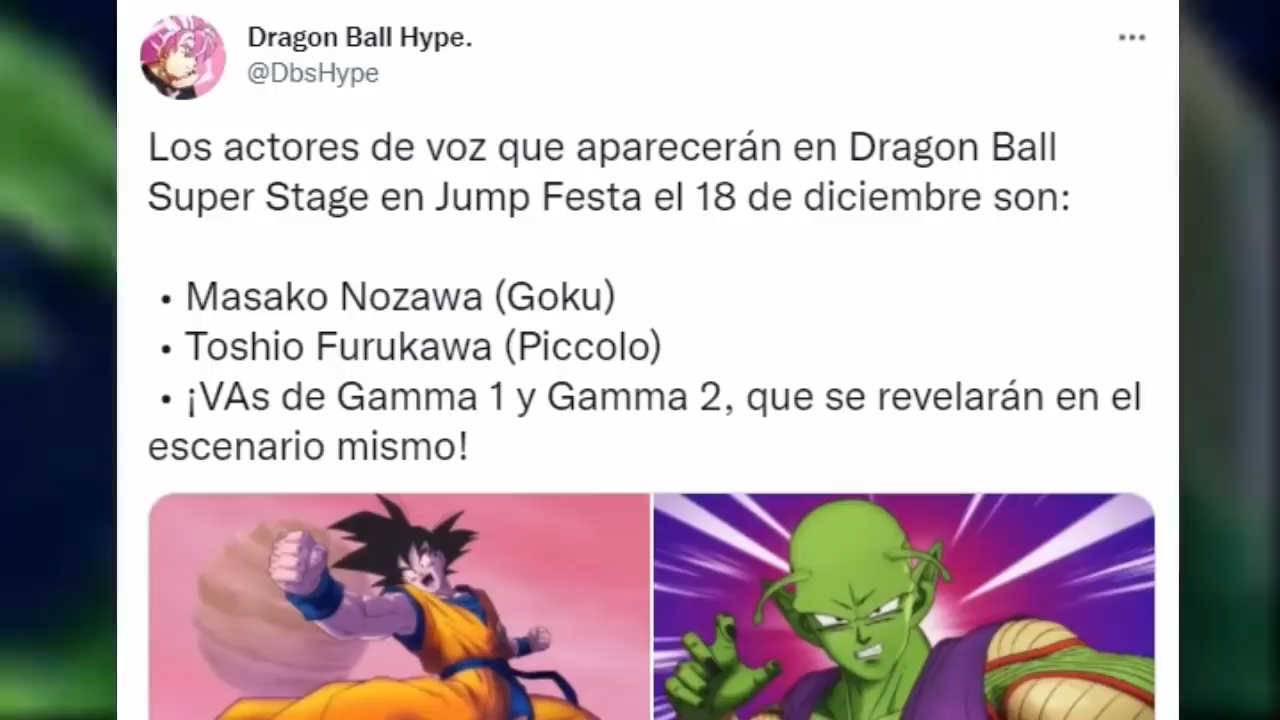 Dragon Ball Hype.
@DbsHype
Los actores de voz que aparecerán en Dragon Ball
Super Stage en Jump Festa el 18 de diciembre son:
• Masako Nozawa (Goku)
• Toshio Furukawa (Piccolo)
• ¡VAs de Gamma 1 y Gamma 2, que se revelarán en el
escenario mismo!